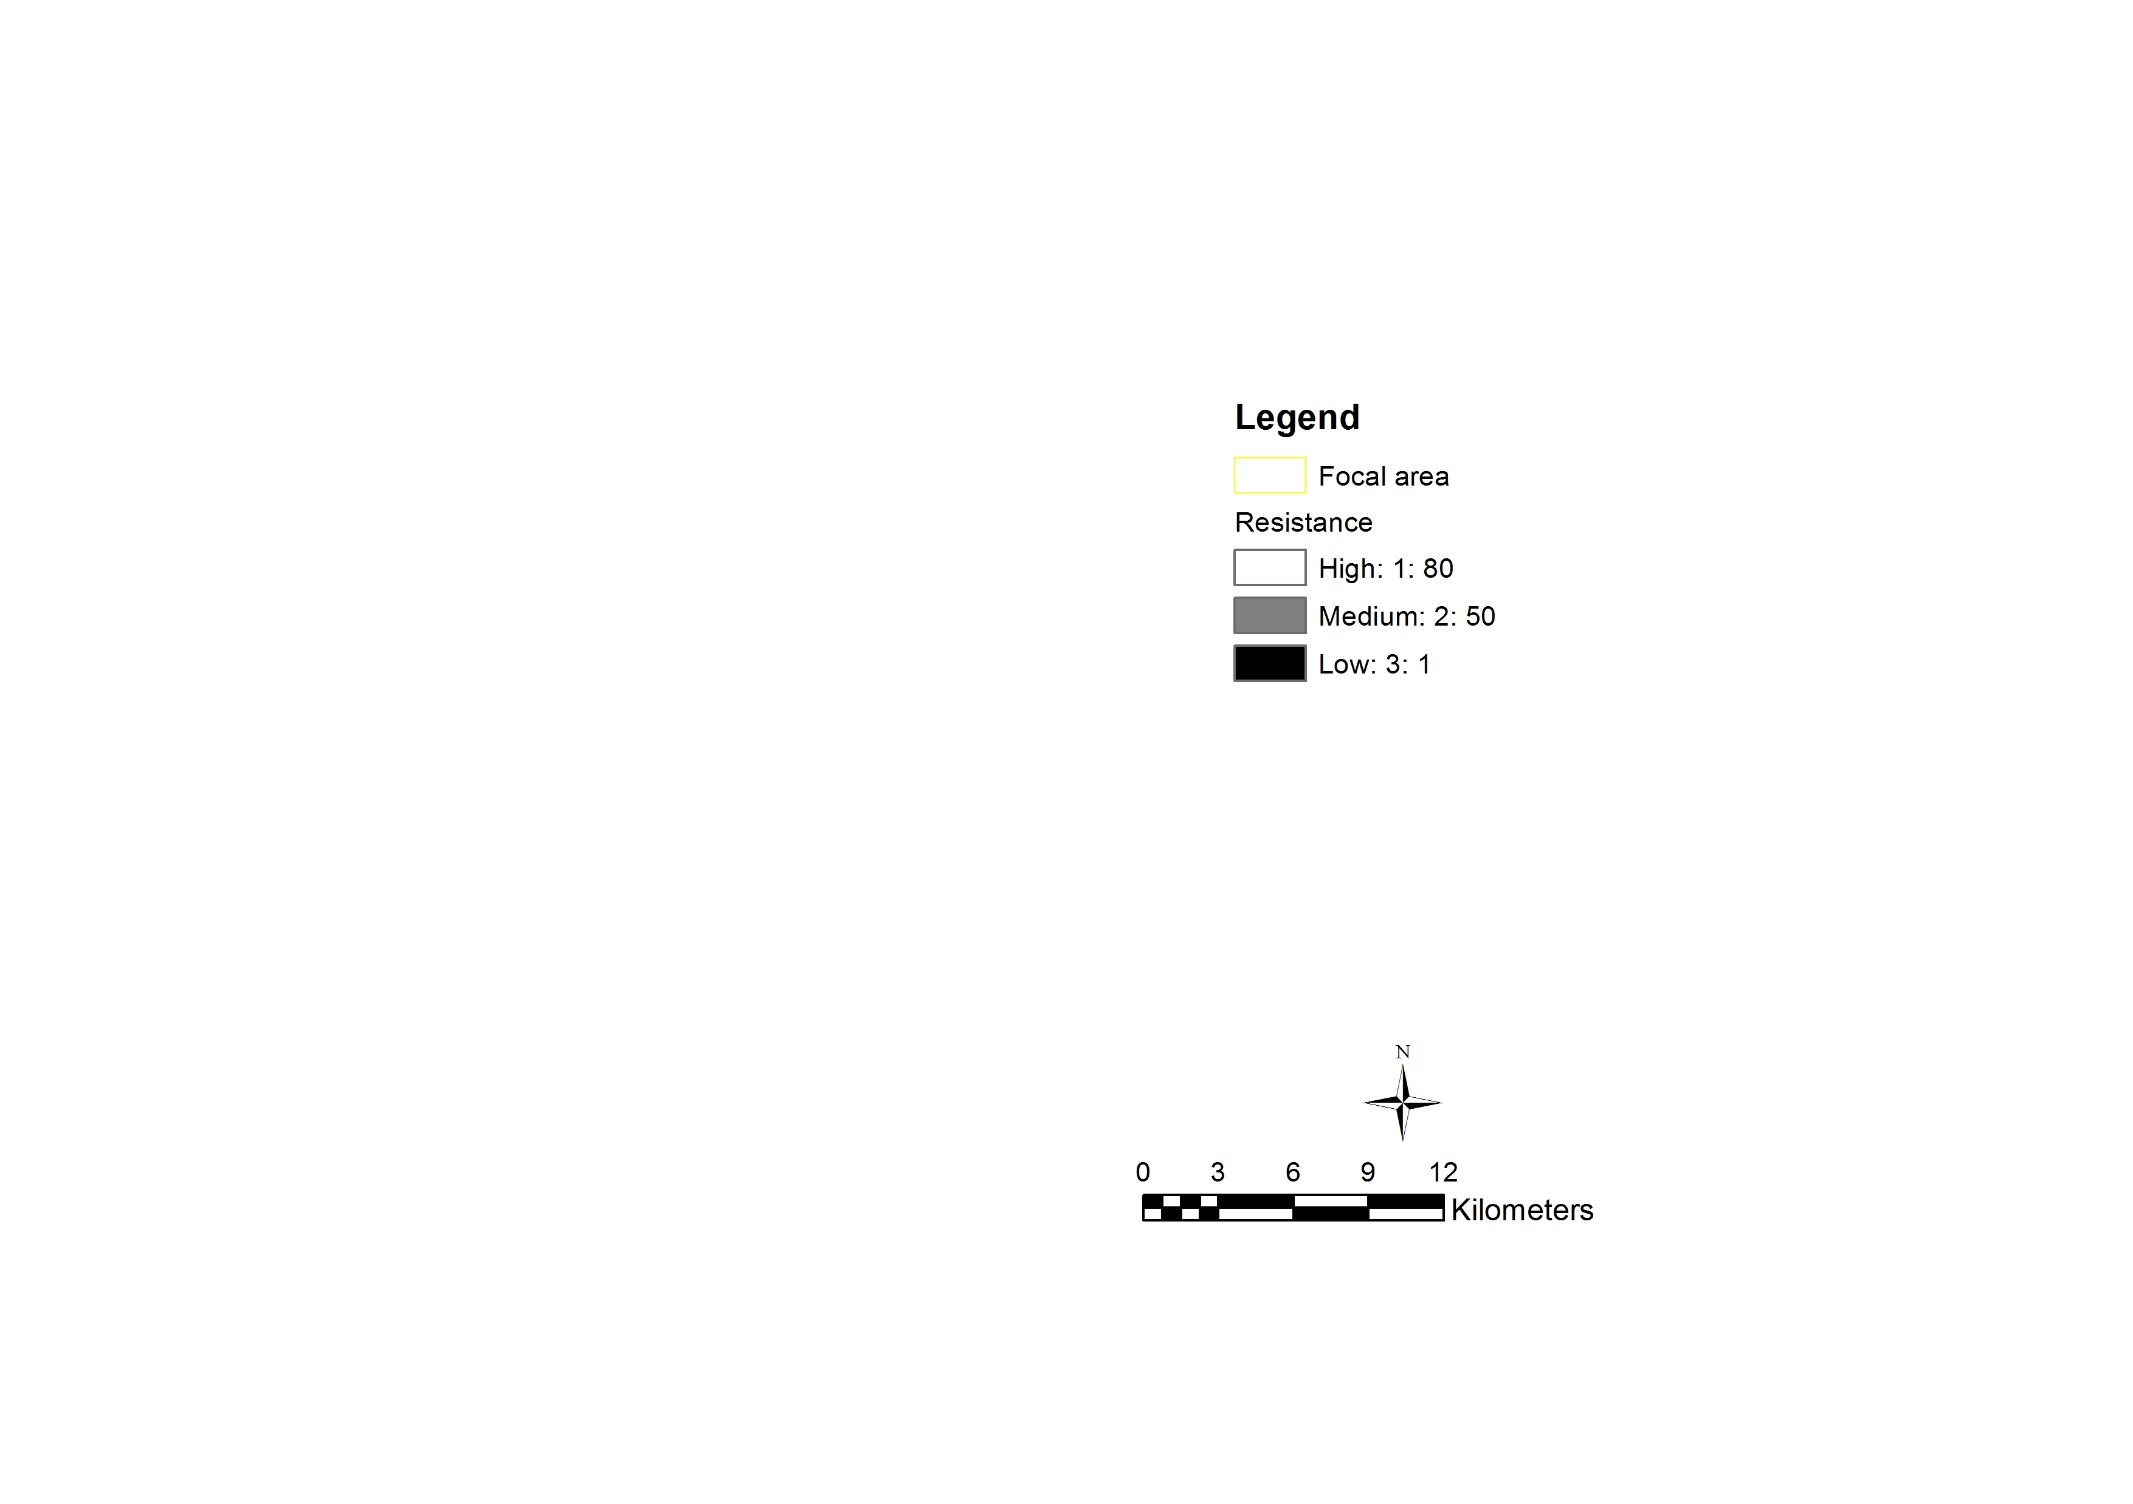 Legend
Focal area
Resistance
High: 1: 80
Medium: 2: 50
Low: 3: 1
N
0 3 6 9 12
Kilometers